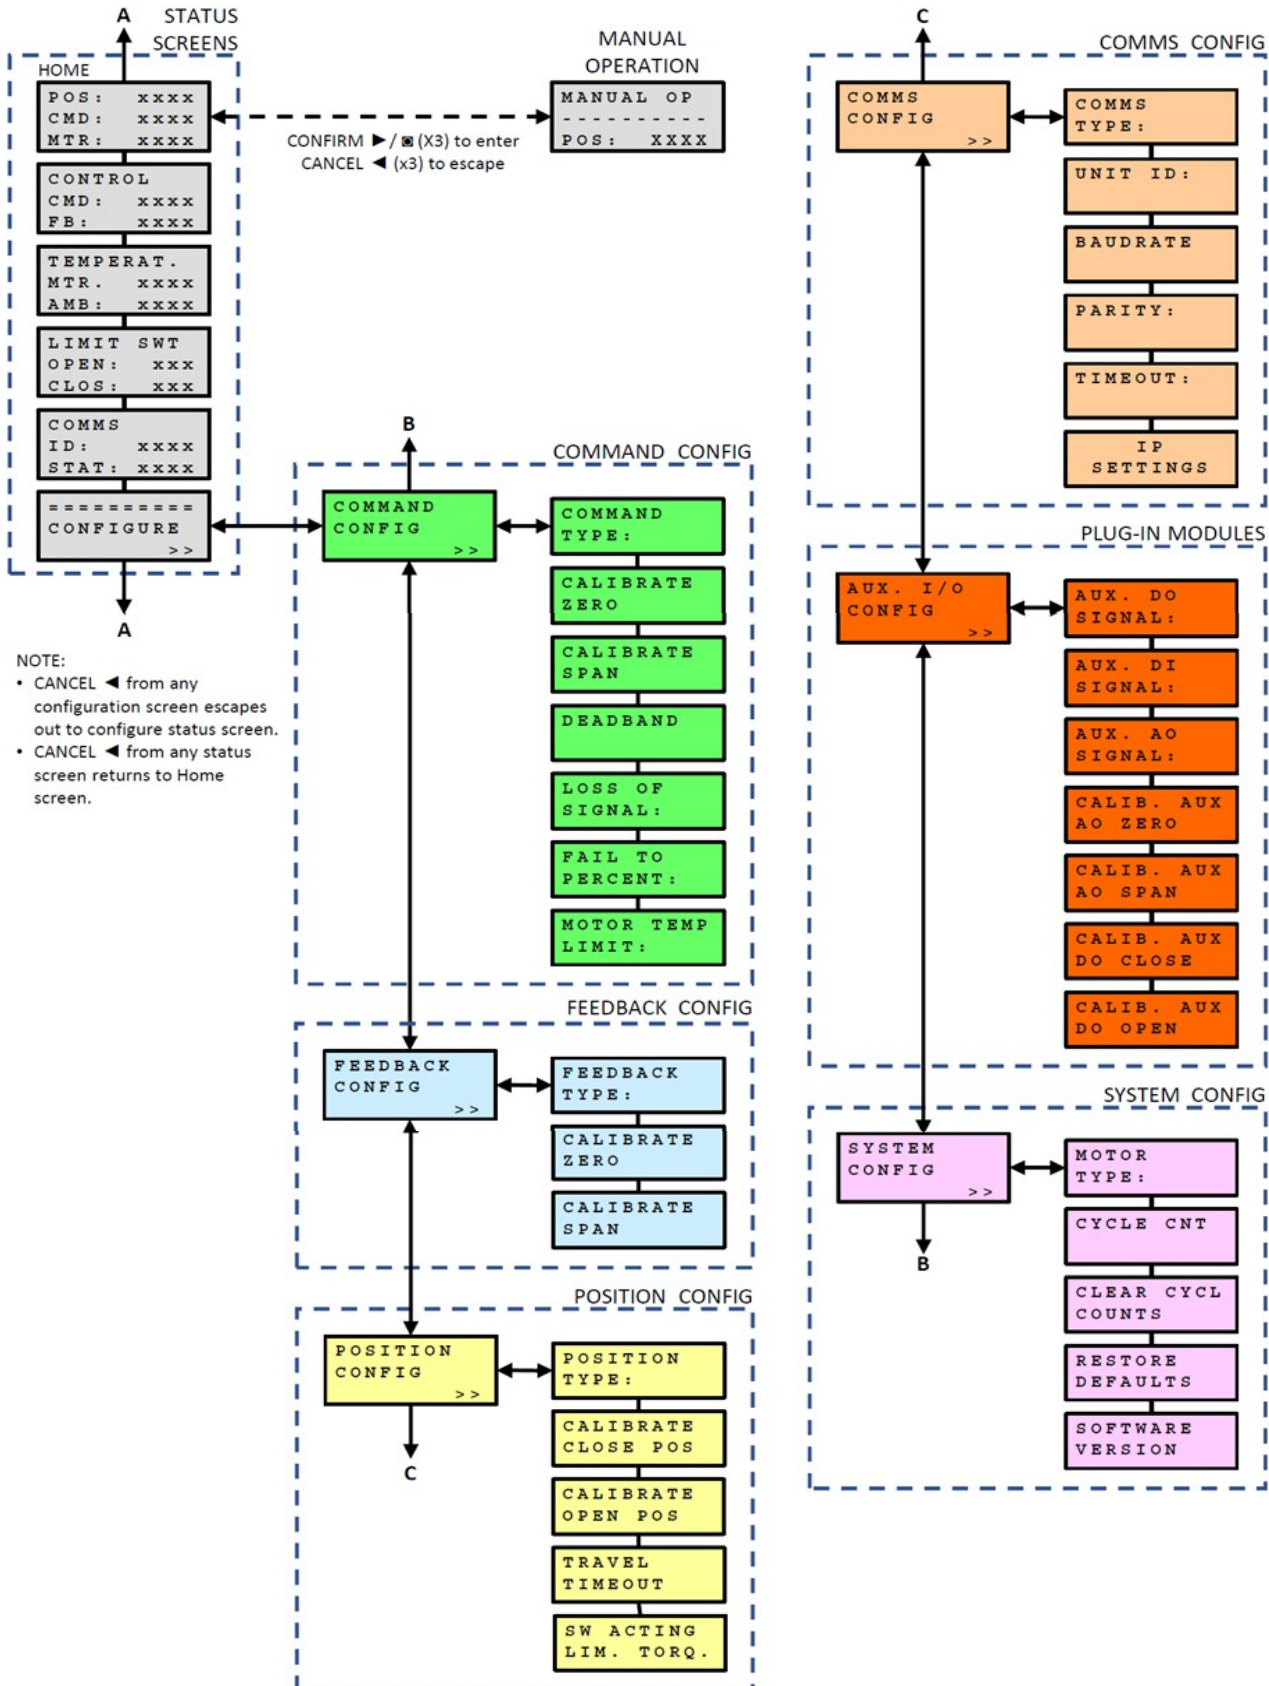 A
STATUS
SCREENS
HOME
POS: xxxx
CMD: xxxx
MTR: xxxx
CONTROL
CMD: xxxx
FB: xxxx
TEMPERAT.
MTR. xxxx
AMB: xxxx
LIMIT SWT
OPEN: xxx
CLOS: xxx
COMMS
ID: xxxx
STAT: xxxx
==========
CONFIGURE
>>
A
NOTE:
• CANCEL ◄ from any
configuration screen escapes
out to configure status screen.
• CANCEL ◄ from any status
screen returns to Home
screen.
MANUAL
OPERATION
MANUAL OP
----------
POS: XXXX
CONFIRM ►/ ◙ (X3) to enter
CANCEL ◄ (x3) to escape
B
COMMAND CONFIG
COMMAND
CONFIG
>>
COMMAND
TYPE:
CALIBRATE
ZERO
CALIBRATE
SPAN
DEADBAND
LOSS OF
SIGNAL:
FAIL TO
PERCENT:
MOTOR TEMP
LIMIT:
FEEDBACK CONFIG
FEEDBACK
CONFIG
>>
FEEDBACK
TYPE:
CALIBRATE
ZERO
CALIBRATE
SPAN
POSITION CONFIG
POSITION
CONFIG
>>
C
POSITION
TYPE:
CALIBRATE
CLOSE POS
CALIBRATE
OPEN POS
TRAVEL
TIMEOUT
SW ACTING
LIM. TORQ.
C
COMMS CONFIG
COMMS
CONFIG
>>
COMMS
TYPE:
UNIT ID:
BAUDRATE
PARITY:
TIMEOUT:
IP
SETTINGS
PLUG-IN MODULES
AUX. I/O
CONFIG
>>
AUX. DO
SIGNAL:
AUX. DI
SIGNAL:
AUX. AO
SIGNAL:
CALIB. AUX
AO ZERO
CALIB. AUX
AO SPAN
CALIB. AUX
DO CLOSE
CALIB. AUX
DO OPEN
SYSTEM CONFIG
SYSTEM
CONFIG
>>
B
MOTOR
TYPE:
CYCLE CNT
CLEAR CYCL
COUNTS
RESTORE
DEFAULTS
SOFTWARE
VERSION